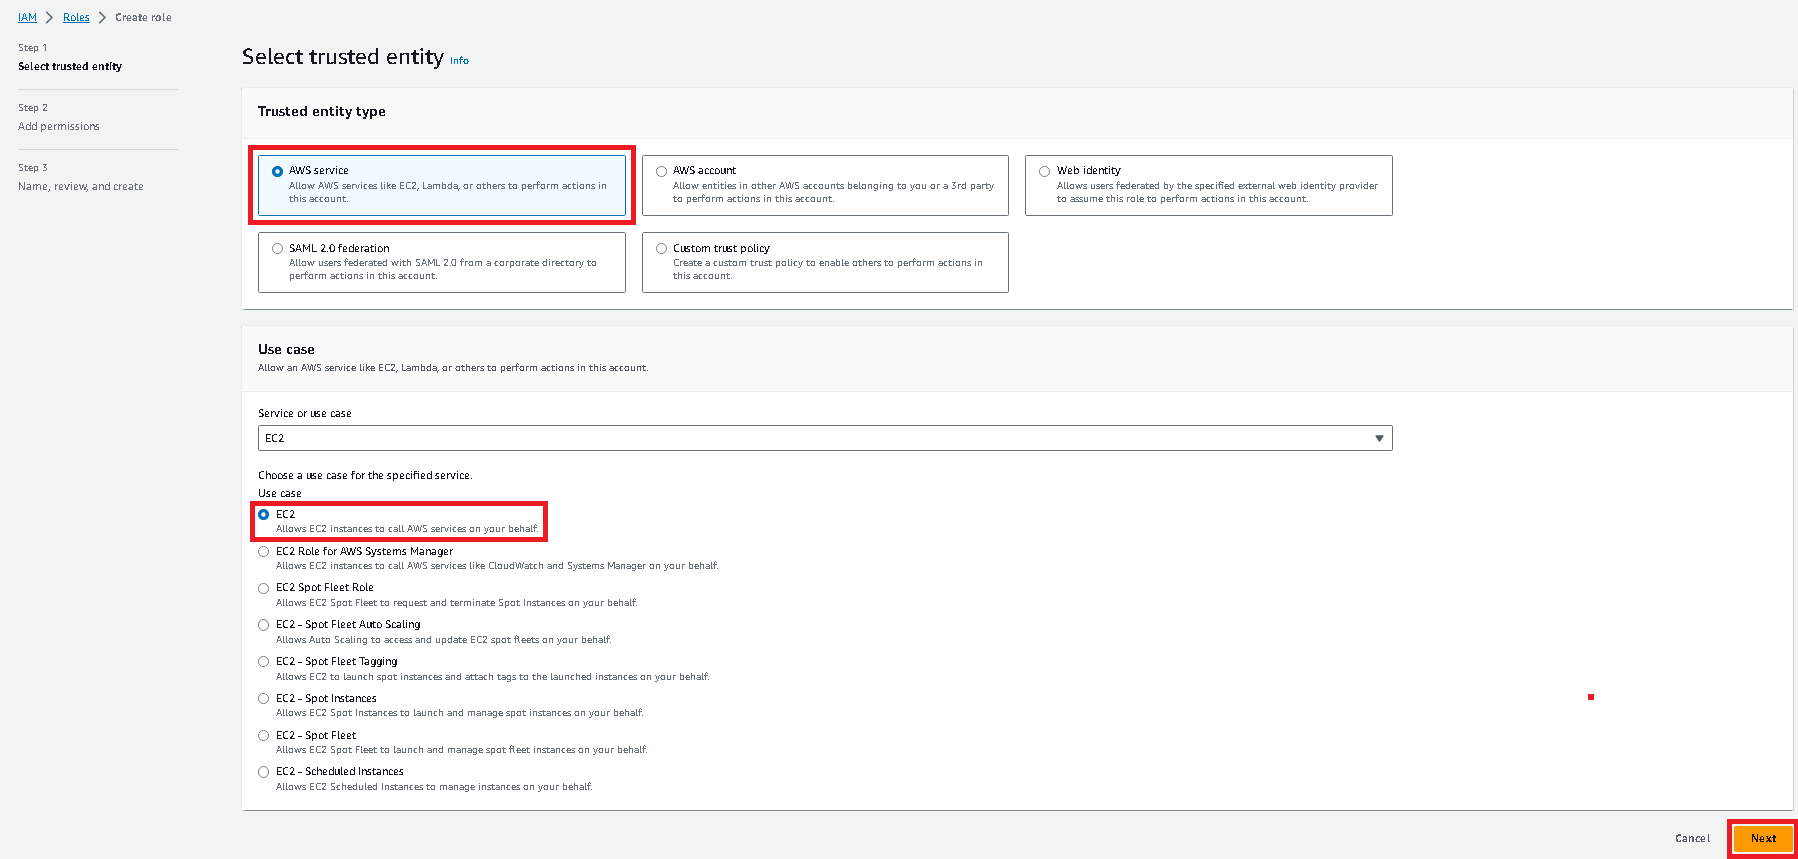 IAM > Roles > Create role
Step 1
Select trusted entity
Step 2
Add permissions
Step 3
Name, review, and create
Select trusted entity Info
Trusted entity type
AWS service
Allow AWS services like EC2, Lambda, or others to perform actions in
this account.
AWS account
Allow entities in other AWS accounts belonging to you or a 3rd party
to perform actions in this account.
Web identity
Allows users federated by the specified external web identity provider
to assume this role to perform actions in this account.
SAML 2.0 federation
Allow users federated with SAML 2.0 from a corporate directory to
perform actions in this account.
Custom trust policy
Create a custom trust policy to enable others to perform actions in
this account.
Use case
Allow an AWS service like EC2, Lambda, or others to perform actions in this account.
Service or use case
EC2
Choose a use case for the specified service.
Use case
EC2
Allows EC2 instances to call AWS services on your behalf.
EC2 Role for AWS Systems Manager
Allows EC2 instances to call AWS services like CloudWatch and Systems Manager on your behalf.
EC2 Spot Fleet Role
Allows EC2 Spot Fleet to request and terminate Spot Instances on your behalf.
EC2 - Spot Fleet Auto Scaling
Allows Auto Scaling to access and update EC2 spot fleets on your behalf.
EC2 - Spot Fleet Tagging
Allows EC2 to launch spot instances and attach tags to the launched instances on your behalf.
EC2 - Spot Instances
Allows EC2 Spot Instances to launch and manage spot instances on your behalf.
EC2 - Spot Fleet
Allows EC2 Spot Fleet to launch and manage spot fleet instances on your behalf.
EC2 - Scheduled Instances
Allows EC2 Scheduled Instances to manage instances on your behalf.
Cancel
Next